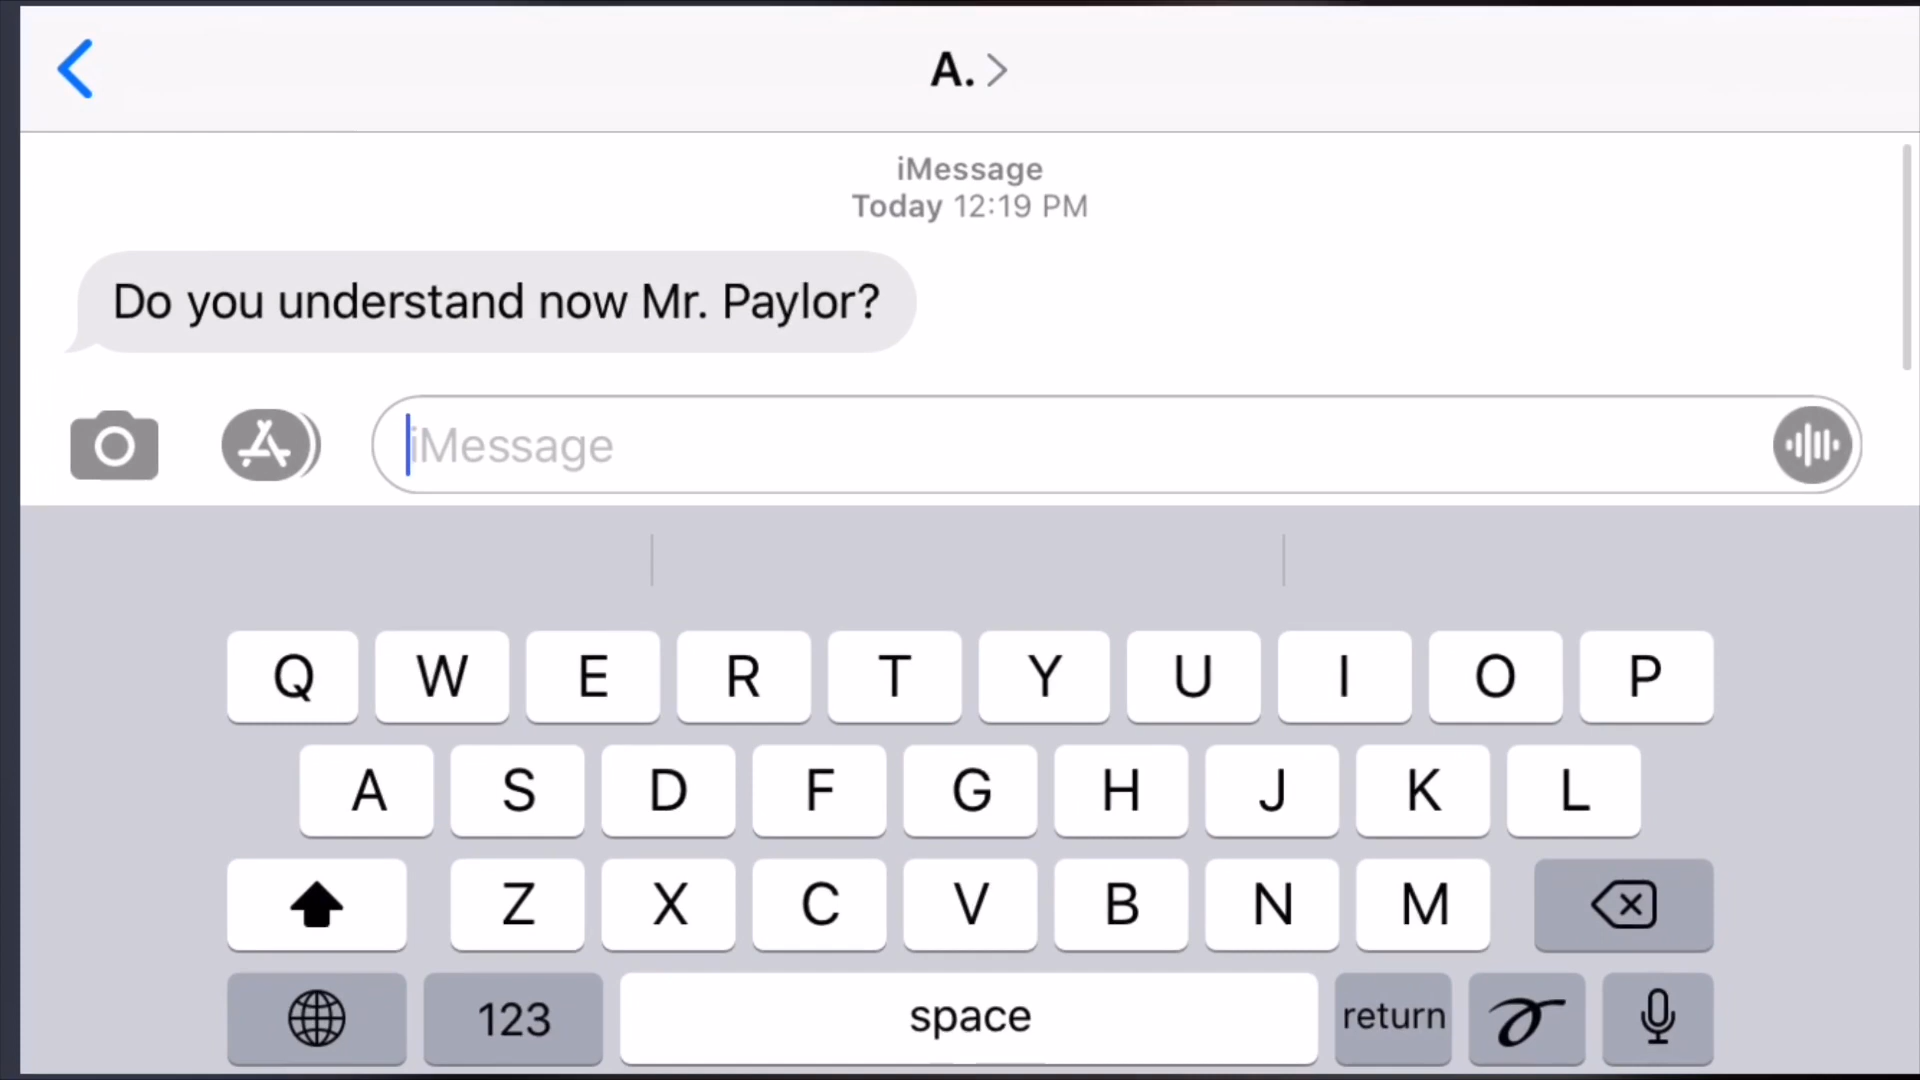 A.
iMessage
Today 12:19 PM
Do you understand now Mr. Paylor?
iMessage
Q W E R T Y U I O P
A S D F G H J K L
Z X C V B N M
123 space return